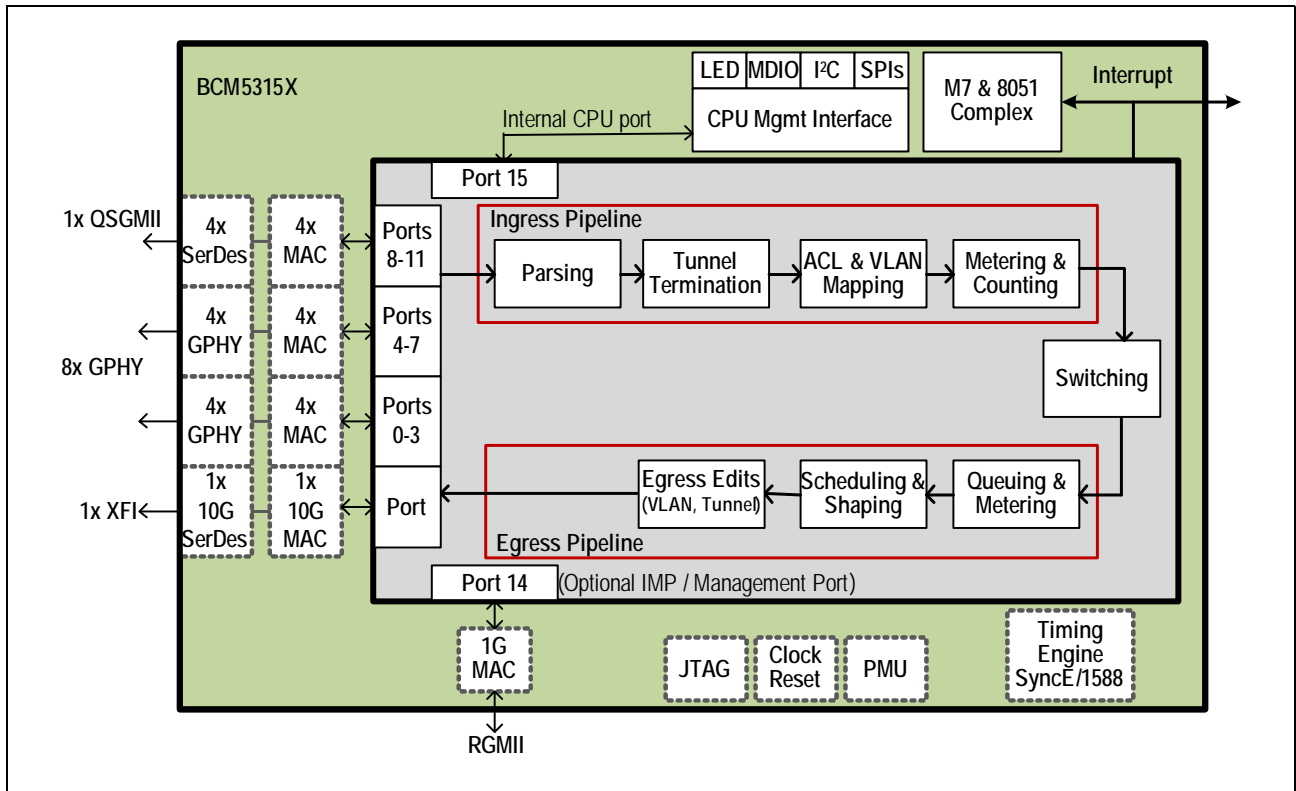 BCM5315X
LED MDIO I²C SPIs
CPU Mgmt Interface
M7 & 8051
Complex
Interrupt
Internal CPU port
Port 15
1x QSGMII
4x
SerDes
4x
MAC
Ports
8-11
Ingress Pipeline
Parsing
Tunnel
Termination
ACL & VLAN
Mapping
Metering &
Counting
8x GPHY
4x
GPHY
4x
MAC
Ports
4-7
Switching
4x
GPHY
4x
MAC
Ports
0-3
1x XFI
1x
10G
SerDes
1x
10G
MAC
Port
Egress Edits
(VLAN, Tunnel)
Scheduling &
Shaping
Queuing &
Metering
Egress Pipeline
Port 14
(Optional IMP / Management Port)
1G
MAC
RGMII
JTAG
Clock
Reset
PMU
Timing
Engine
SyncE/1588